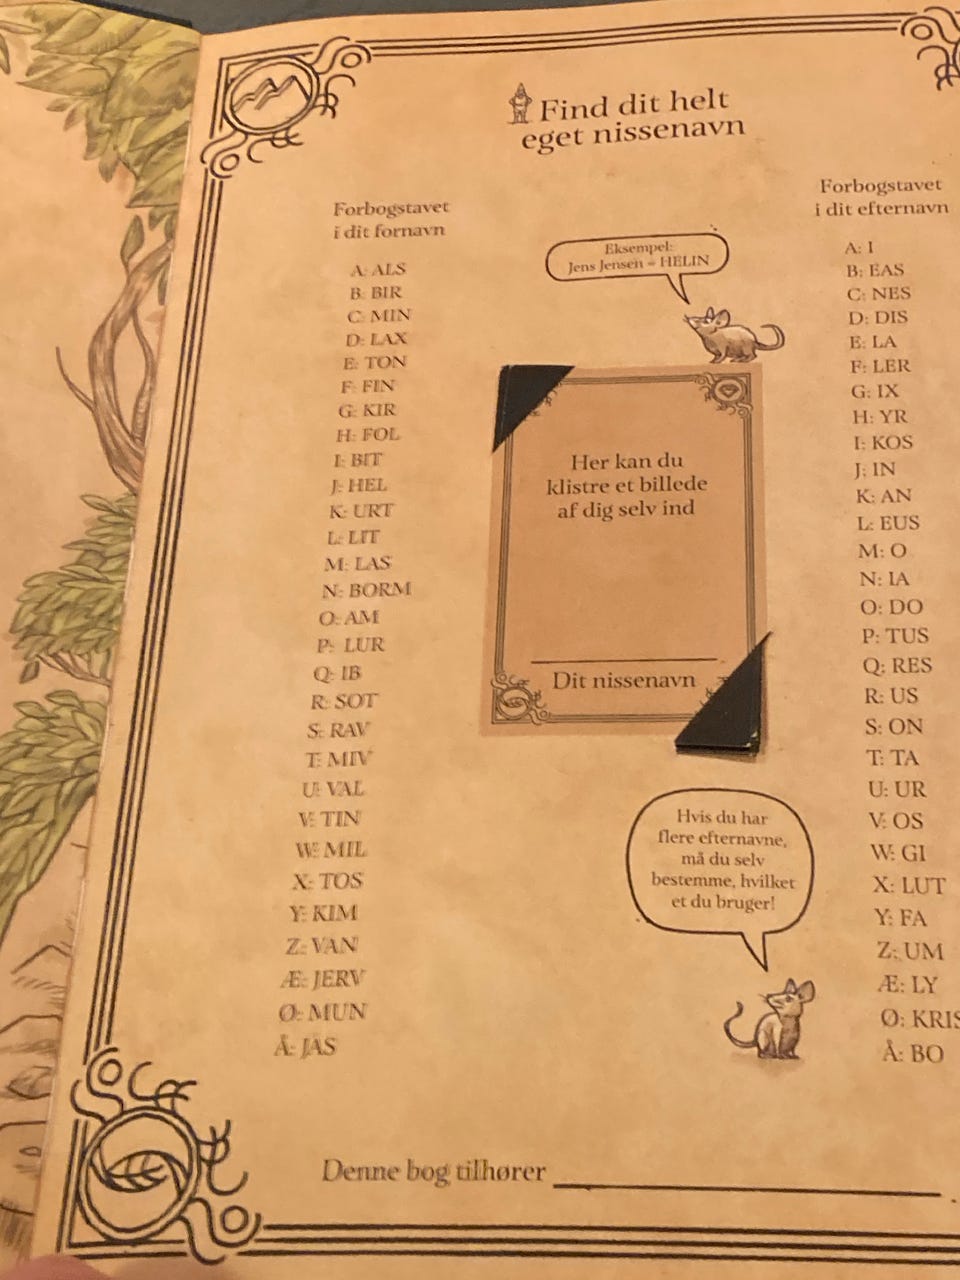 Find dit helt
eget nissenavn
Forbogstavet
i dit fornavn
A: ALS
B: BIR
C: MIN
D: LAX
E: TON
F: FIN
G: KIR
H: FOL
I: BIT
J: HEL
K: URT
L: LIT
M: LAS
N: BORM
O: AM
P: LUR
Q: IB
R: SOT
S: RAV
T: MIV
U: VAL
V: TIN
W: MIL
X: TOS
Y: KIM
Z: VAN
Æ: JERV
Ø: MUN
Å: JAS
Eksempel:
Jens Jensen = HELIN
Her kan du
klistre et billede
af dig selv ind
Dit nissenavn
Hvis du har
flere efternavne,
må du selv
bestemme, hvilket
et du bruger!
Forbogstavet
i dit efternavn
A: I
B: EAS
C: NES
D: DIS
E: LA
F: LER
G: IX
H: YR
I: KOS
J: IN
K: AN
L: EUS
M: O
N: IA
O: DO
P: TUS
Q: RES
R: US
S: ON
T: TA
U: UR
V: OS
W: GI
X: LUT
Y: FA
Z: UM
Æ: LY
Ø: KRIS
Å: BO
Denne bog tilhører